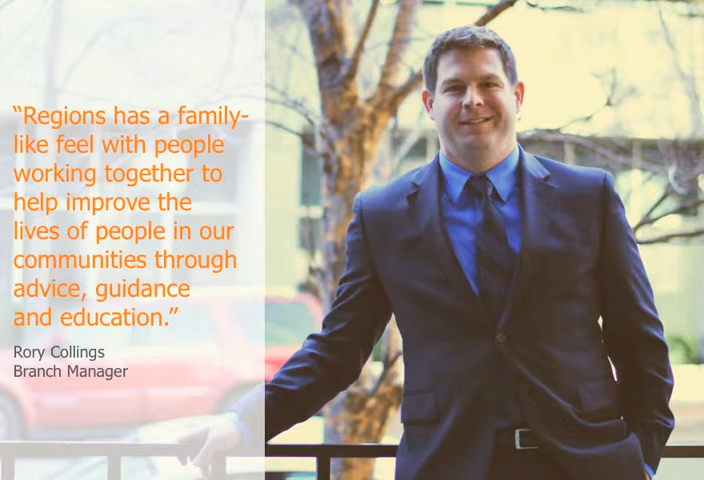 “Regions has a family-
like feel with people
working together to
help improve the
lives of people in our
communities through
advice, guidance
and education.”
Rory Collings
Branch Manager